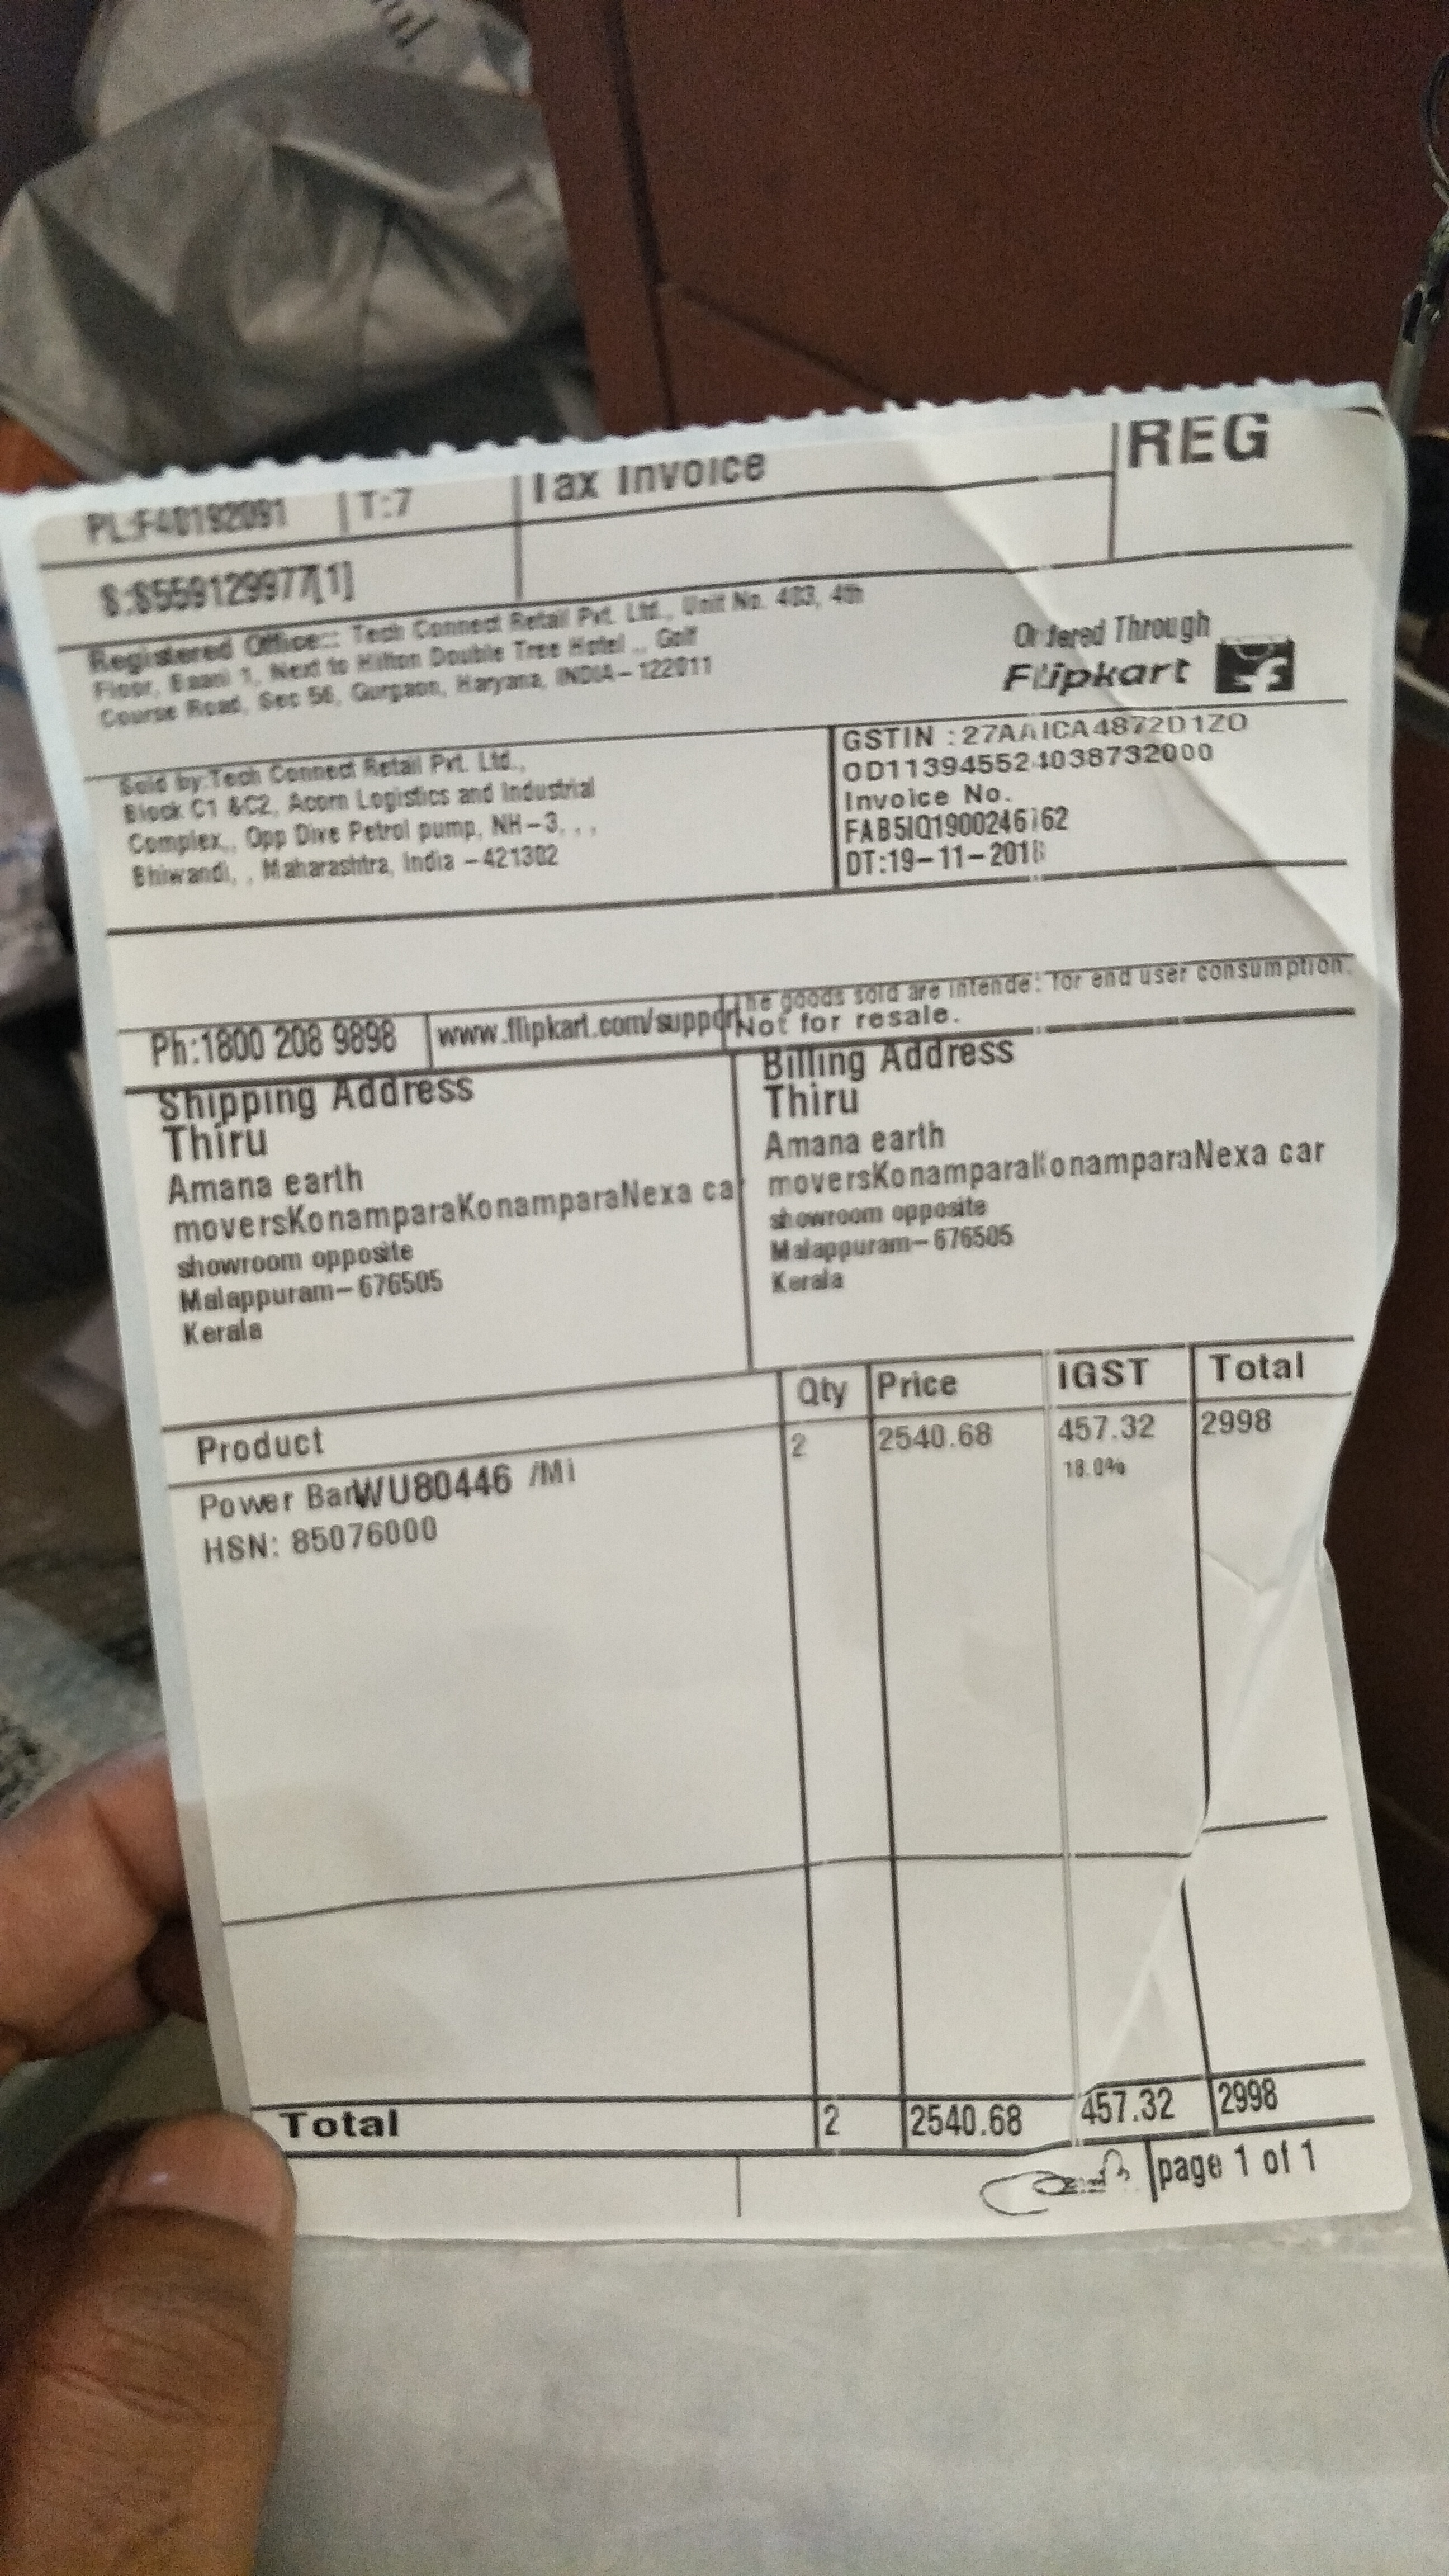 PL:F40192091 T:7 Tax Invoice REG
S:S559129977[1]
Registered Office:: Tech Connect Retail Pvt. Ltd., Unit No. 403, 4th
Floor, Baani 1, Next to Hilton Double Tree Hotel ,, Golf
Course Road, Sec 56, Gurgaon, Haryana, INDIA-122011
Ordered Through
Flipkart
Sold by:Tech Connect Retail Pvt. Ltd.,
Block C1 &C2, Acorn Logistics and Industrial
Complex,, Opp Dive Petrol pump, NH-3, , ,
Bhiwandi, , Maharashtra, India -421302
GSTIN : 27AAICA4872D1ZO
OD113945524038732000
Invoice No.
DT:19-11-2018
Ph:1800 208 9898 www.flipkart.com/support
The goods sold are intended for end user consumption.
Not for resale.
Shipping Address
Thiru
Amana earth
moversKonamparaKonamparaNexa car
showroom opposite
Malappuram-676505
Kerala
Billing Address
Thiru
Amana earth
moversKonamparaKonamparaNexa car
showroom opposite
Malappuram-676505
Kerala
Product Qty Price IGST Total
Power Ban WU80446 /Mi 2 2540.68 457.32 2998
18.0%
HSN: 85076000
Total 2 2540.68 457.32 2998
page 1 of 1